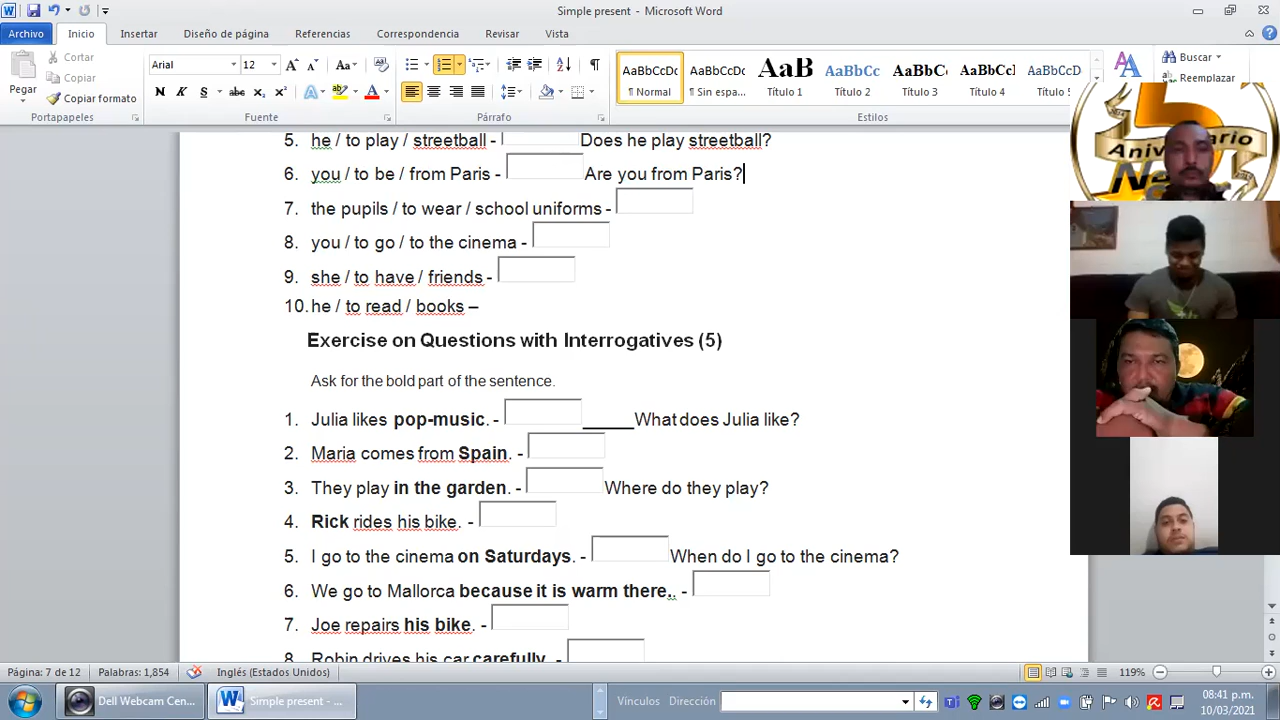 Simple present - Microsoft Word
Archivo Inicio Insertar Diseño de página Referencias Correspondencia Revisar Vista
Cortar
Copiar
Copiar formato
Pegar
Portapapeles
Arial 12
N K S abc x₂ x² A ab A
Fuente
Párrafo
AaBbCcDc AaBbCcDc AaB AaBbCc AaBbC AaBbC AaBbCcD
¶ Normal ¶ Sin espa... Título 1 Título 2 Título 3 Título 4 Título 5
Estilos
Buscar
Reemplazar
Aniversario
5. he / to play / streetball - Does he play streetball?
6. you / to be / from Paris - Are you from Paris?
7. the pupils / to wear / school uniforms -
8. you / to go / to the cinema -
9. she / to have / friends -
10. he / to read / books –
Exercise on Questions with Interrogatives (5)
Ask for the bold part of the sentence.
1. Julia likes pop-music. - _____What does Julia like?
2. Maria comes from Spain. -
3. They play in the garden. - Where do they play?
4. Rick rides his bike. -
5. I go to the cinema on Saturdays. - When do I go to the cinema?
6. We go to Mallorca because it is warm there.. -
7. Joe repairs his bike. -
8. Robin drives his car carefully. -
Página: 7 de 12 Palabras: 1,854 Inglés (Estados Unidos) 119%
Dell Webcam Cen... Simple present - ... Vínculos Dirección
08:41 p.m.
10/03/2021